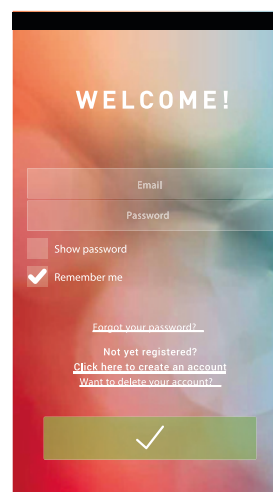 WELCOME!
Email
Password
Show password
Remember me
Forgot your password?
Not yet registered?
Click here to create an account
Want to delete your account?